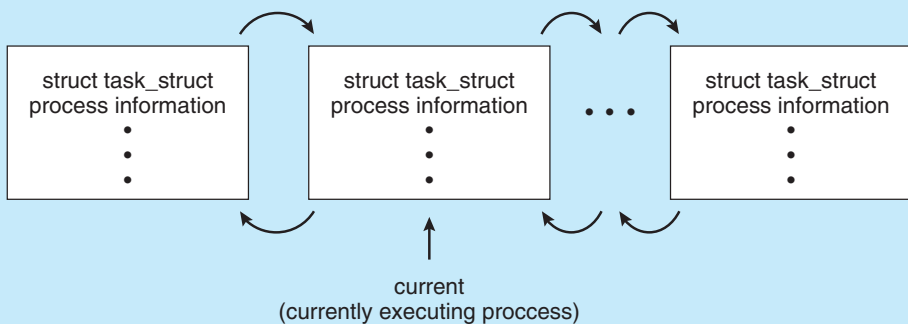 struct task_struct
process information
struct task_struct
process information
struct task_struct
process information
current
(currently executing proccess)